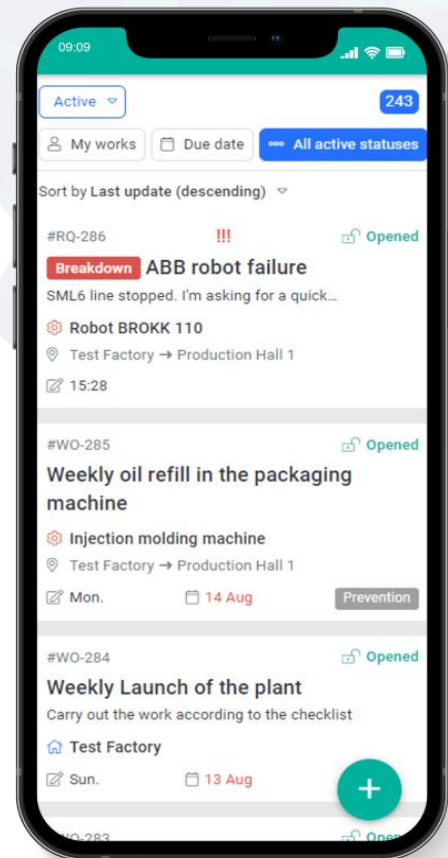 09:09
Active
243
My works
Due date
All active statuses
Sort by Last update (descending)
#RQ-286 !!! Opened
Breakdown ABB robot failure
SML6 line stopped. I'm asking for a quick...
Robot BROKK 110
Test Factory → Production Hall 1
15:28
#WO-285 Opened
Weekly oil refill in the packaging
machine
Injection molding machine
Test Factory → Production Hall 1
Mon. 14 Aug Prevention
#WO-284 Opened
Weekly Launch of the plant
Carry out the work according to the checklist
Test Factory
Sun. 13 Aug
+